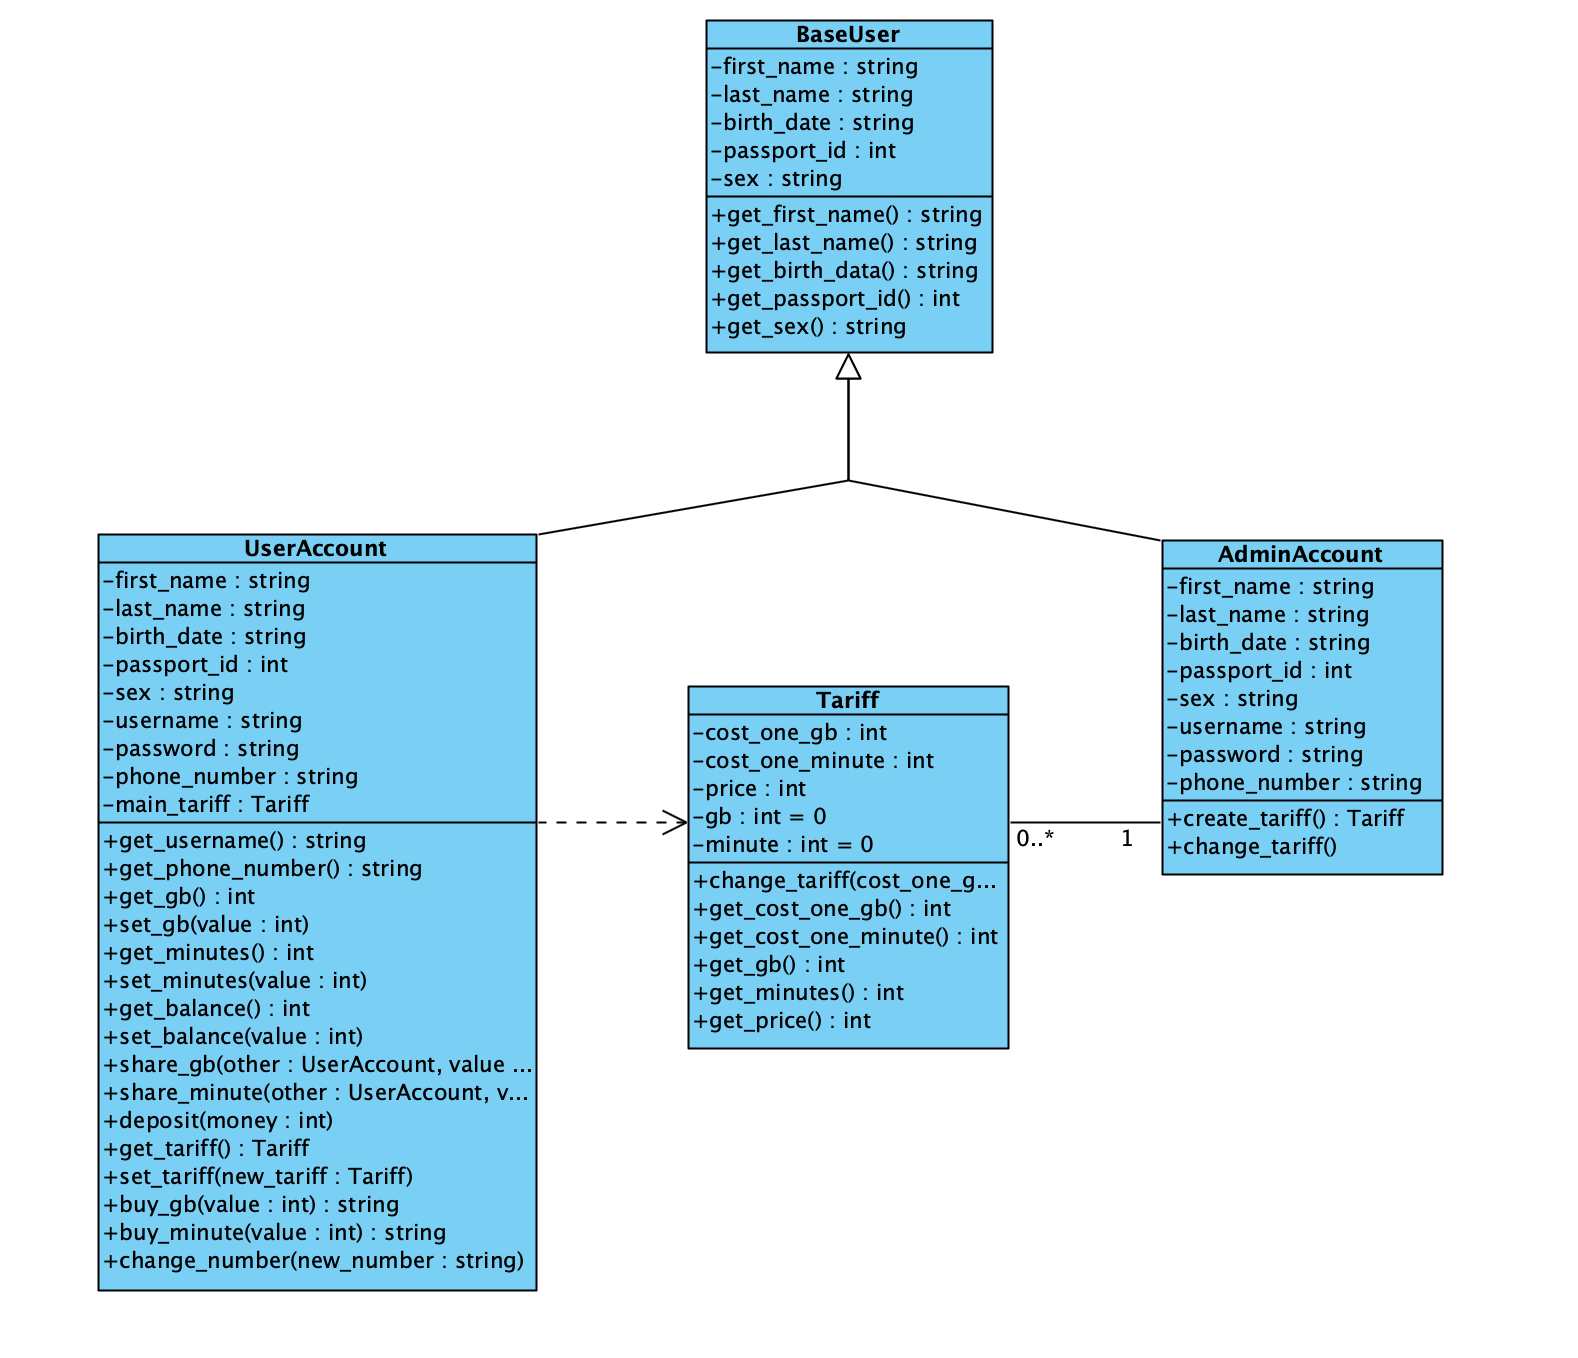 BaseUser
-first_name : string
-last_name : string
-birth_date : string
-passport_id : int
-sex : string
+get_first_name() : string
+get_last_name() : string
+get_birth_data() : string
+get_passport_id() : int
+get_sex() : string
UserAccount
-first_name : string
-last_name : string
-birth_date : string
-passport_id : int
-sex : string
-username : string
-password : string
-phone_number : string
-main_tariff : Tariff
+get_username() : string
+get_phone_number() : string
+get_gb() : int
+set_gb(value : int)
+get_minutes() : int
+set_minutes(value : int)
+get_balance() : int
+set_balance(value : int)
+share_gb(other : UserAccount, value ...
+share_minute(other : UserAccount, v...
+deposit(money : int)
+get_tariff() : Tariff
+set_tariff(new_tariff : Tariff)
+buy_gb(value : int) : string
+buy_minute(value : int) : string
+change_number(new_number : string)
Tariff
-cost_one_gb : int
-cost_one_minute : int
-price : int
-gb : int = 0
-minute : int = 0
+change_tariff(cost_one_g...
+get_cost_one_gb() : int
+get_cost_one_minute() : int
+get_gb() : int
+get_minutes() : int
+get_price() : int
0..*
1
AdminAccount
-first_name : string
-last_name : string
-birth_date : string
-passport_id : int
-sex : string
-username : string
-password : string
-phone_number : string
+create_tariff() : Tariff
+change_tariff()